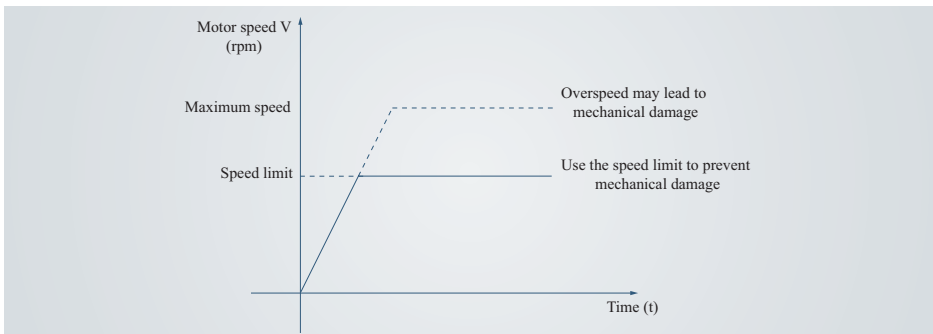 Motor speed V
(rpm)
Maximum speed
Overspeed may lead to
mechanical damage
Speed limit
Use the speed limit to prevent
mechanical damage
Time (t)